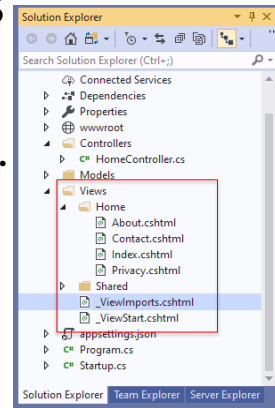 Solution Explorer
Search Solution Explorer (Ctrl+;)
Connected Services
Dependencies
Properties
wwwroot
Controllers
C# HomeController.cs
Models
Views
Home
About.cshtml
Contact.cshtml
Index.cshtml
Privacy.cshtml
Shared
_ViewImports.cshtml
_ViewStart.cshtml
appsettings.json
C# Program.cs
C# Startup.cs
Solution Explorer Team Explorer Server Explorer